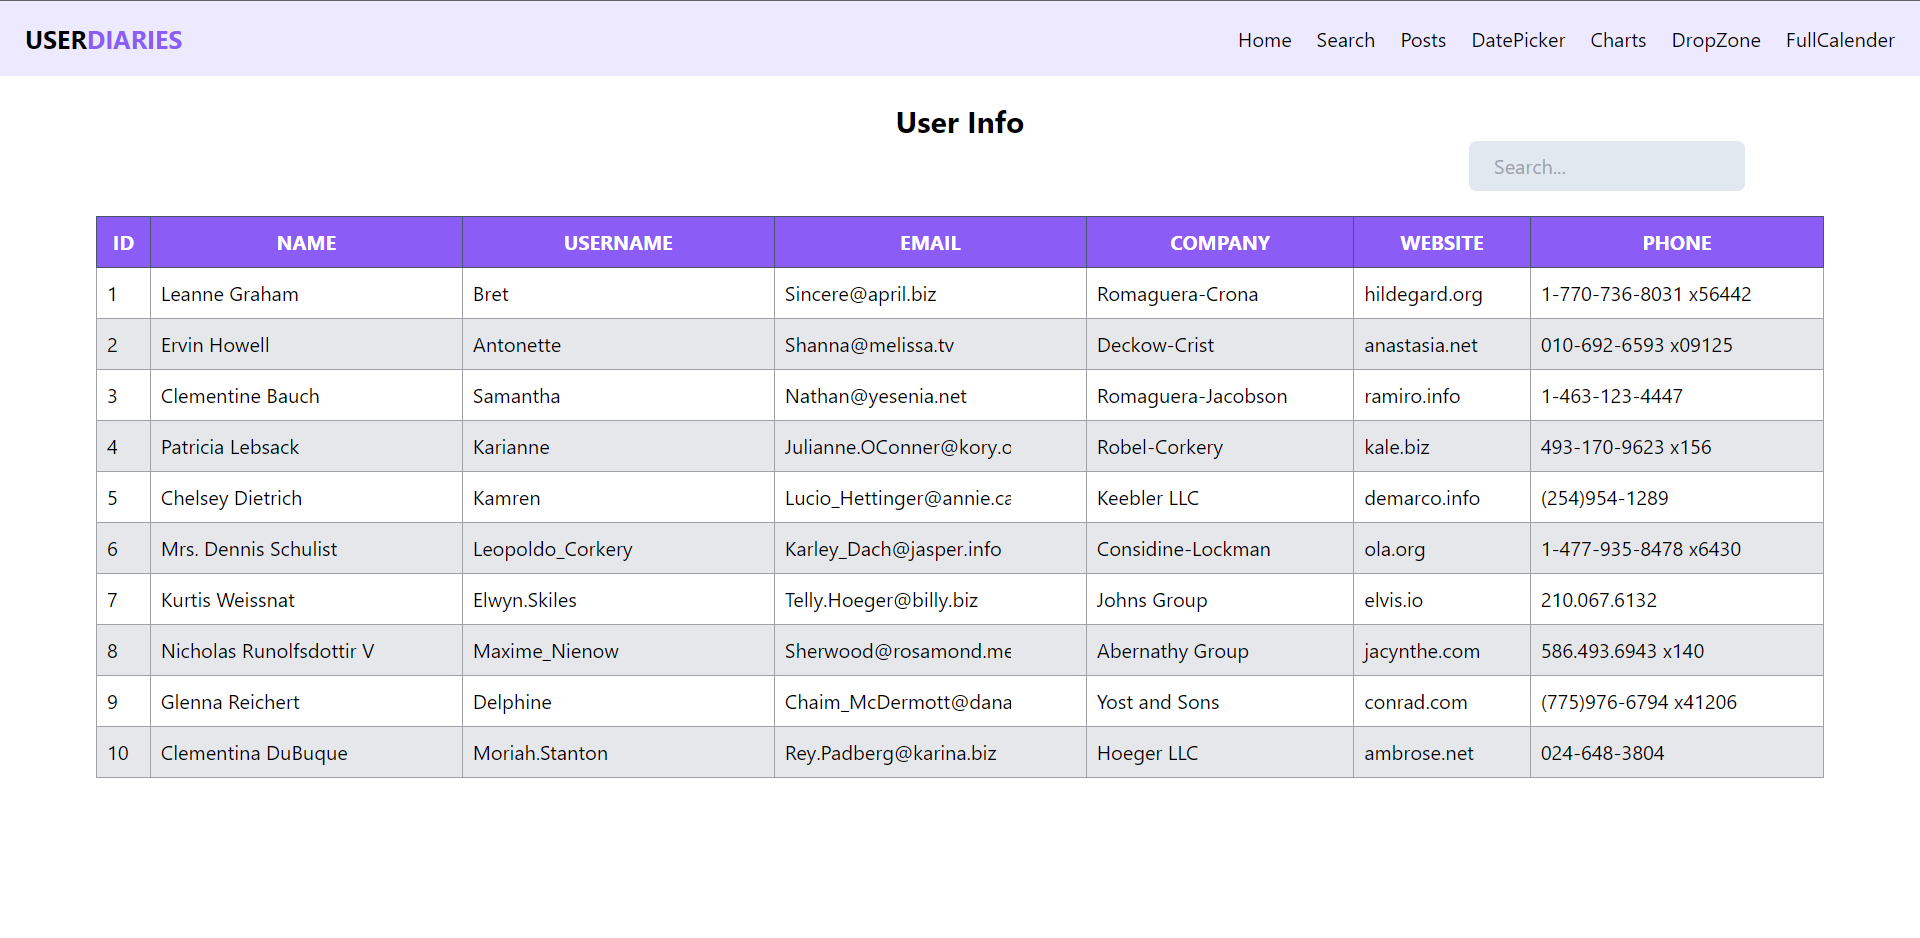 USERDIARIES Home Search Posts DatePicker Charts DropZone FullCalender
User Info
Search...
ID NAME USERNAME EMAIL COMPANY WEBSITE PHONE
1 Leanne Graham Bret Sincere@april.biz Romaguera-Crona hildegard.org 1-770-736-8031 x56442
2 Ervin Howell Antonette Shanna@melissa.tv Deckow-Crist anastasia.net 010-692-6593 x09125
3 Clementine Bauch Samantha Nathan@yesenia.net Romaguera-Jacobson ramiro.info 1-463-123-4447
4 Patricia Lebsack Karianne Julianne.OConner@kory.o Robel-Corkery kale.biz 493-170-9623 x156
5 Chelsey Dietrich Kamren Lucio_Hettinger@annie.ca Keebler LLC demarco.info (254)954-1289
6 Mrs. Dennis Schulist Leopoldo_Corkery Karley_Dach@jasper.info Considine-Lockman ola.org 1-477-935-8478 x6430
7 Kurtis Weissnat Elwyn.Skiles Telly.Hoeger@billy.biz Johns Group elvis.io 210.067.6132
8 Nicholas Runolfsdottir V Maxime_Nienow Sherwood@rosamond.me Abernathy Group jacynthe.com 586.493.6943 x140
9 Glenna Reichert Delphine Chaim_McDermott@dana Yost and Sons conrad.com (775)976-6794 x41206
10 Clementina DuBuque Moriah.Stanton Rey.Padberg@karina.biz Hoeger LLC ambrose.net 024-648-3804